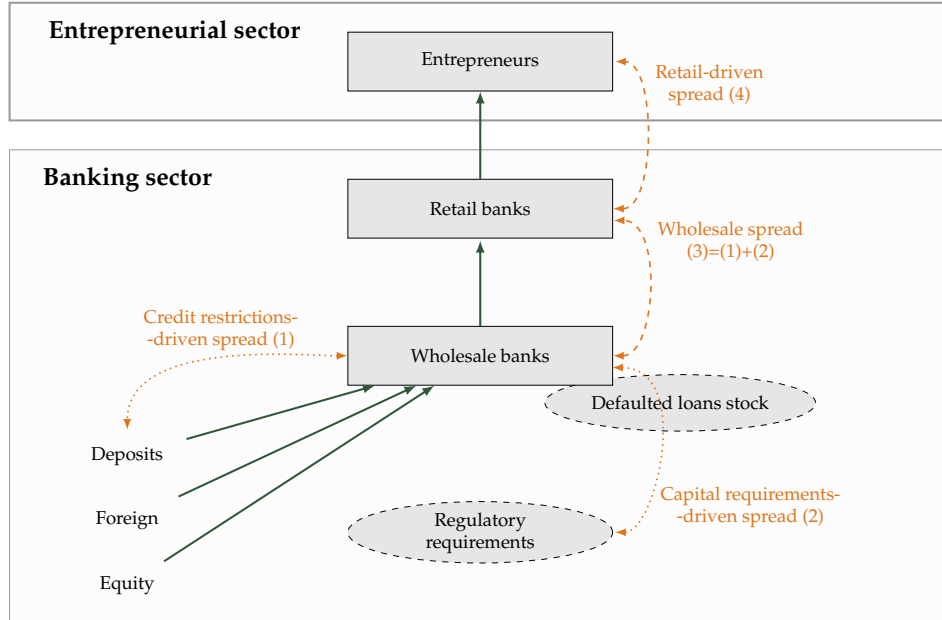 Entrepreneurial sector
Entrepreneurs
Retail-driven
spread (4)
Banking sector
Retail banks
Wholesale spread
(3)=(1)+(2)
Credit restrictions-
-driven spread (1)
Wholesale banks
Defaulted loans stock
Deposits
Capital requirements-
-driven spread (2)
Foreign
Regulatory
requirements
Equity